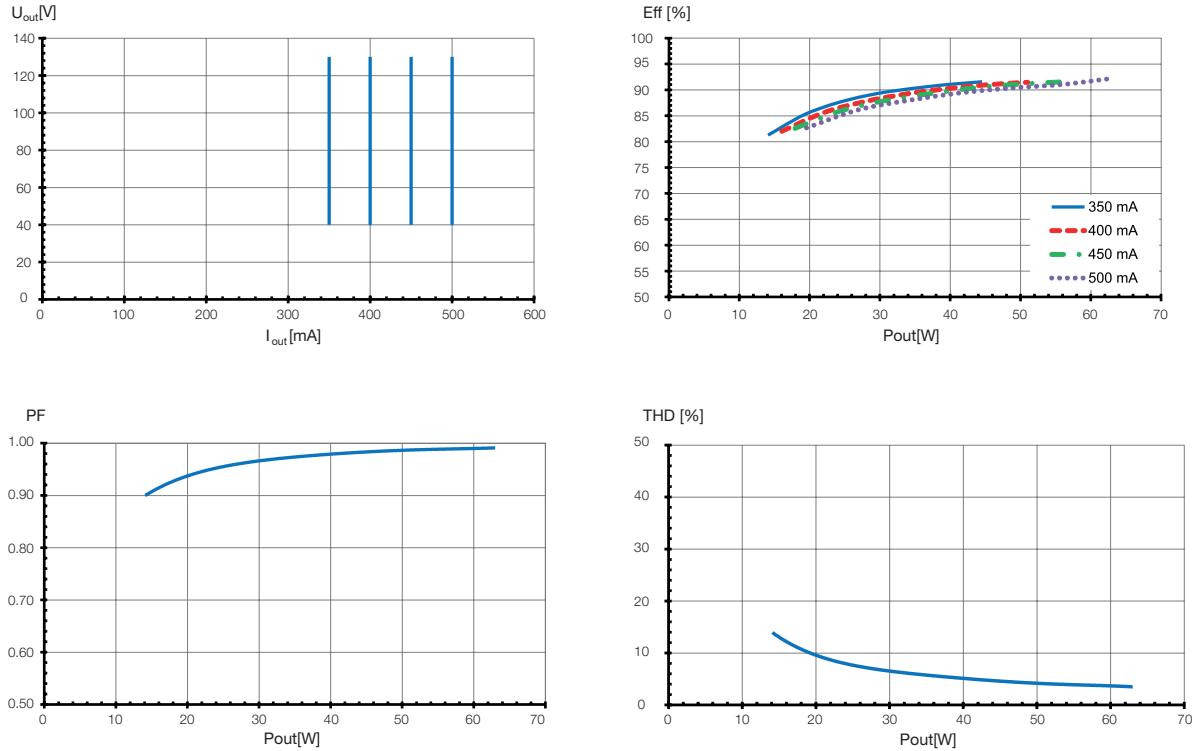 Uout[V]
140
120
100
80
60
40
20
0
0 100 200 300 400 500 600
Iout[mA]
Eff [%]
100
95
90
85
80
75
70
95
60
55
50
350 mA
400 mA
450 mA
500 mA
0 10 20 30 40 50 60 70
Pout[W]
PF
1.00
0.90
0.80
0.70
0.60
0.50
0 10 20 30 40 50 60 70
Pout[W]
THD [%]
50
40
30
20
10
0
0 10 20 30 40 50 60 70
Pout[W]